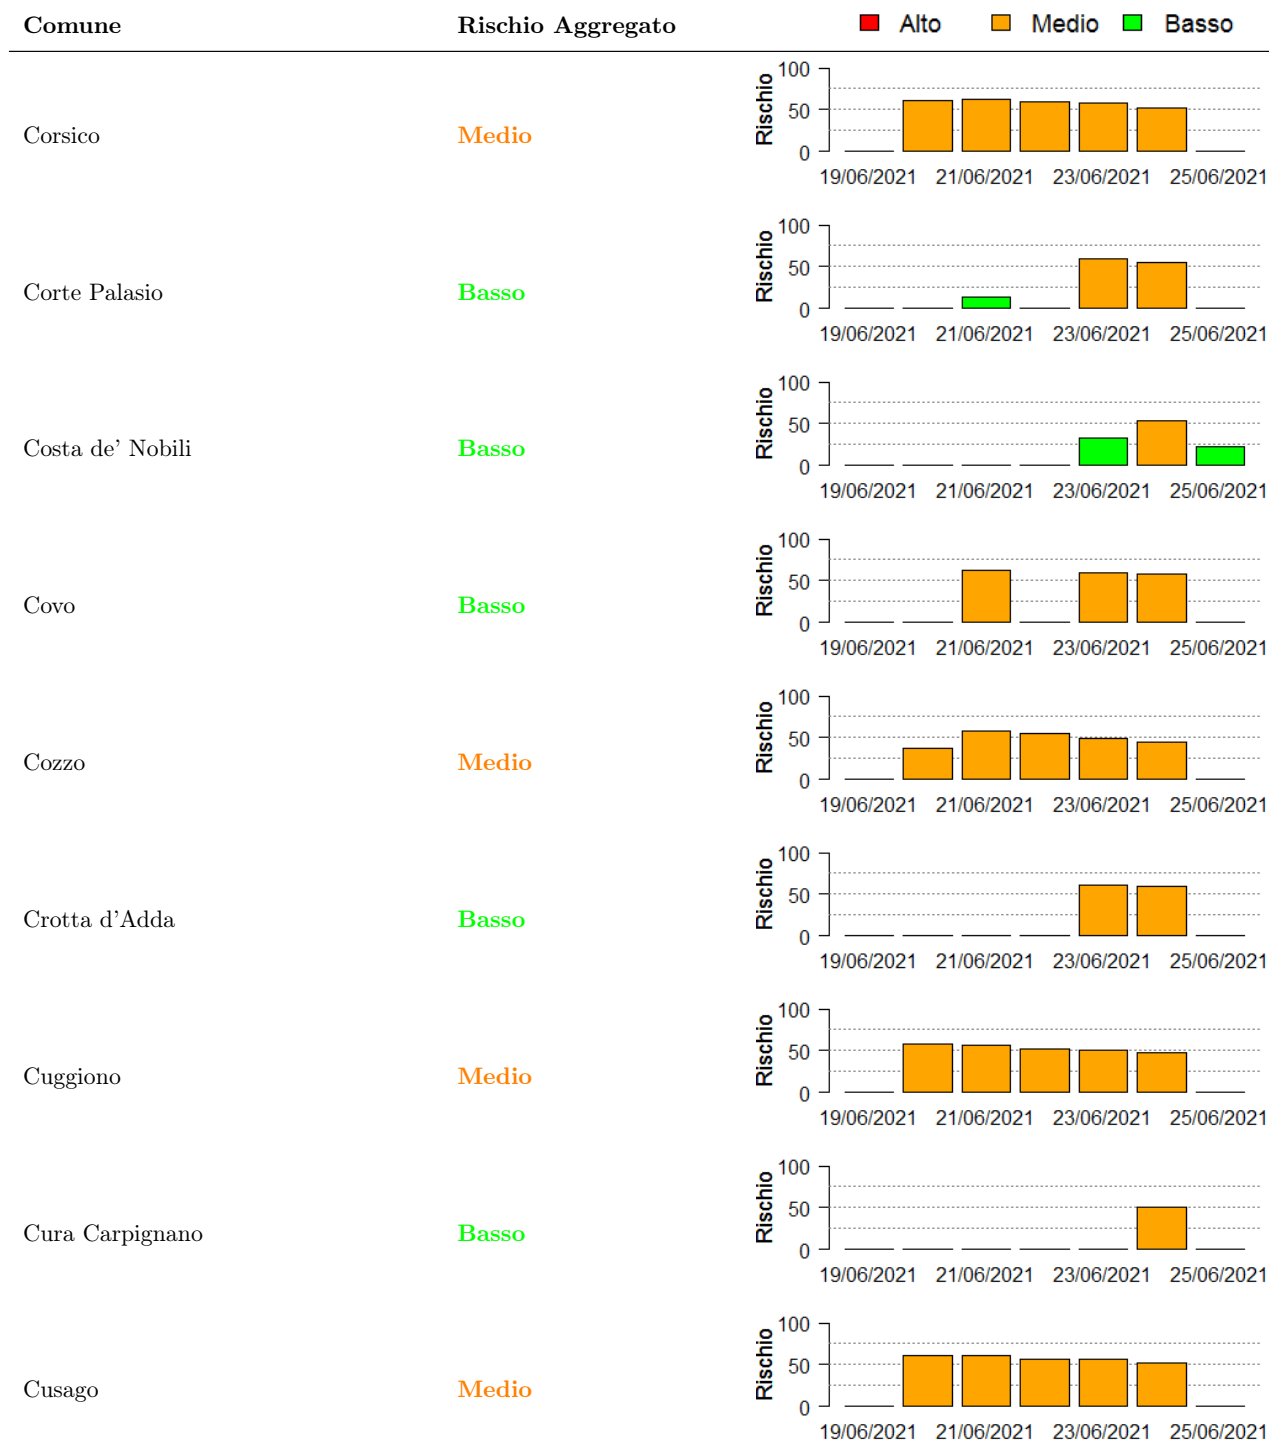 Comune Rischio Aggregato Alto Medio Basso
Corsico Medio
Rischio
100
50
0
19/06/2021 21/06/2021 23/06/2021 25/06/2021
Corte Palasio Basso
Rischio
100
50
0
19/06/2021 21/06/2021 23/06/2021 25/06/2021
Costa de’ Nobili Basso
Rischio
100
50
0
19/06/2021 21/06/2021 23/06/2021 25/06/2021
Covo Basso
Rischio
100
50
0
19/06/2021 21/06/2021 23/06/2021 25/06/2021
Cozzo Medio
Rischio
100
50
0
19/06/2021 21/06/2021 23/06/2021 25/06/2021
Crotta d’Adda Basso
Rischio
100
50
0
19/06/2021 21/06/2021 23/06/2021 25/06/2021
Cuggiono Medio
Rischio
100
50
0
19/06/2021 21/06/2021 23/06/2021 25/06/2021
Cura Carpignano Basso
Rischio
100
50
0
19/06/2021 21/06/2021 23/06/2021 25/06/2021
Cusago Medio
Rischio
100
50
0
19/06/2021 21/06/2021 23/06/2021 25/06/2021